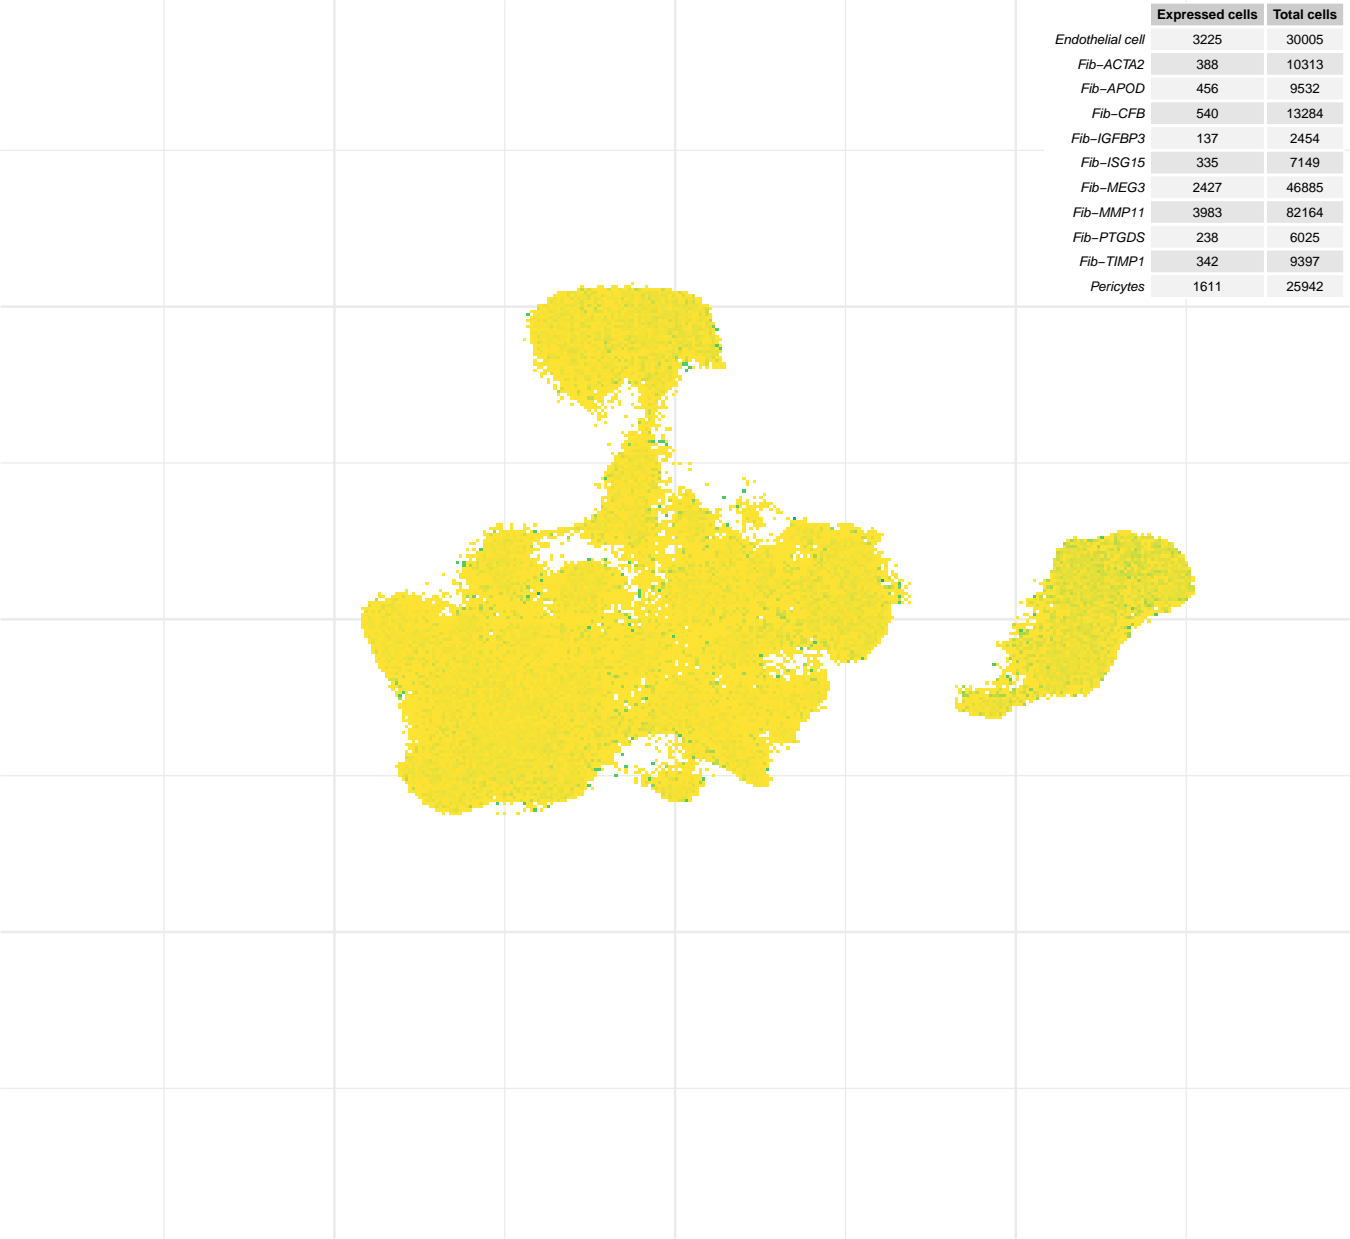 Expressed cells Total cells
Endothelial cell 3225 30005
Fib−ACTA2 388 10313
Fib−APOD 456 9532
Fib−CFB 540 13284
Fib−IGFBP3 137 2454
Fib−ISG15 335 7149
Fib−MEG3 2427 46885
Fib−MMP11 3983 82164
Fib−PTGDS 238 6025
Fib−TIMP1 342 9397
Pericytes 1611 25942